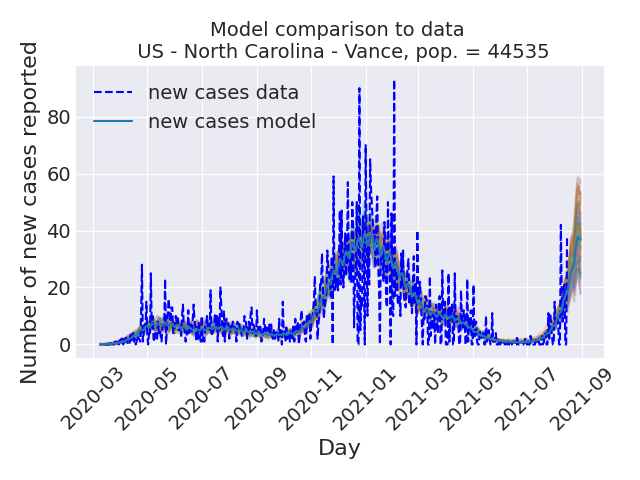 Model comparison to data
US - North Carolina - Vance, pop. = 44535
Number of new cases reported
new cases data
new cases model
80
60
40
20
0
2020-03
2020-05
2020-07
2020-09
2020-11
2021-01
2021-03
2021-05
2021-07
2021-09
Day